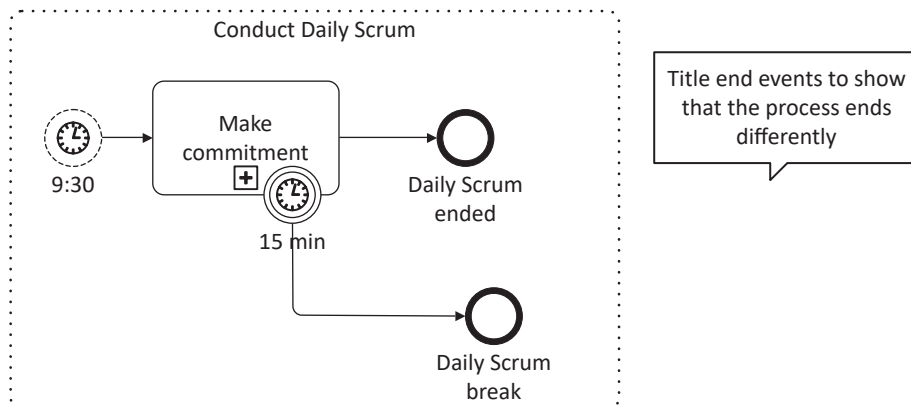 Conduct Daily Scrum
Title end events to show
that the process ends
differently
Make
commitment
9:30
Daily Scrum
ended
15 min
Daily Scrum
break